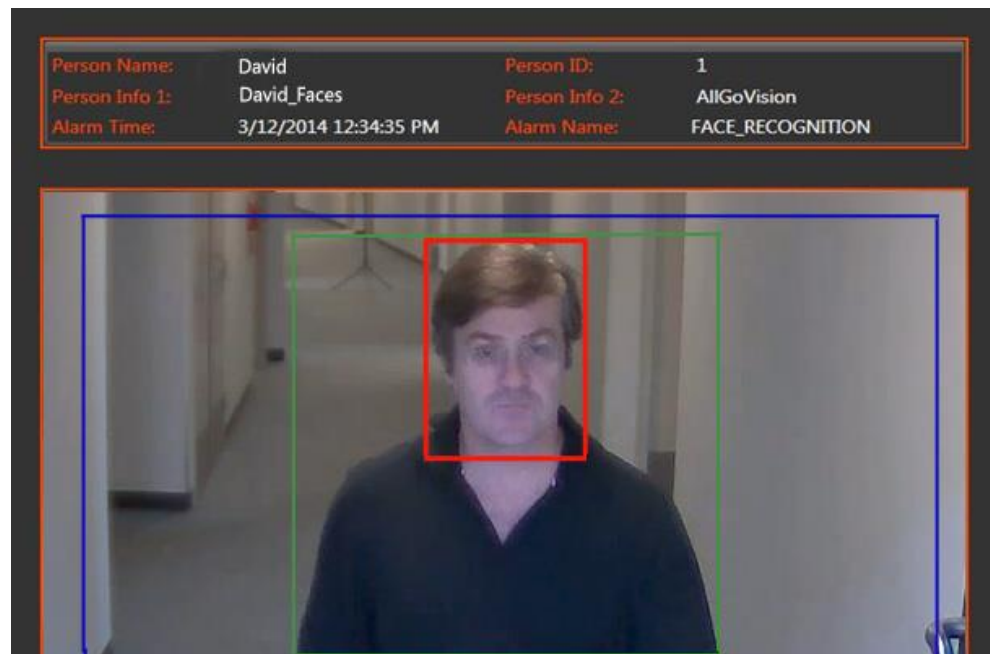 Person Name: David Person ID: 1
Person Info 1: David_Faces Person Info 2: AllGoVision
Alarm Time: 3/12/2014 12:34:35 PM Alarm Name: FACE_RECOGNITION